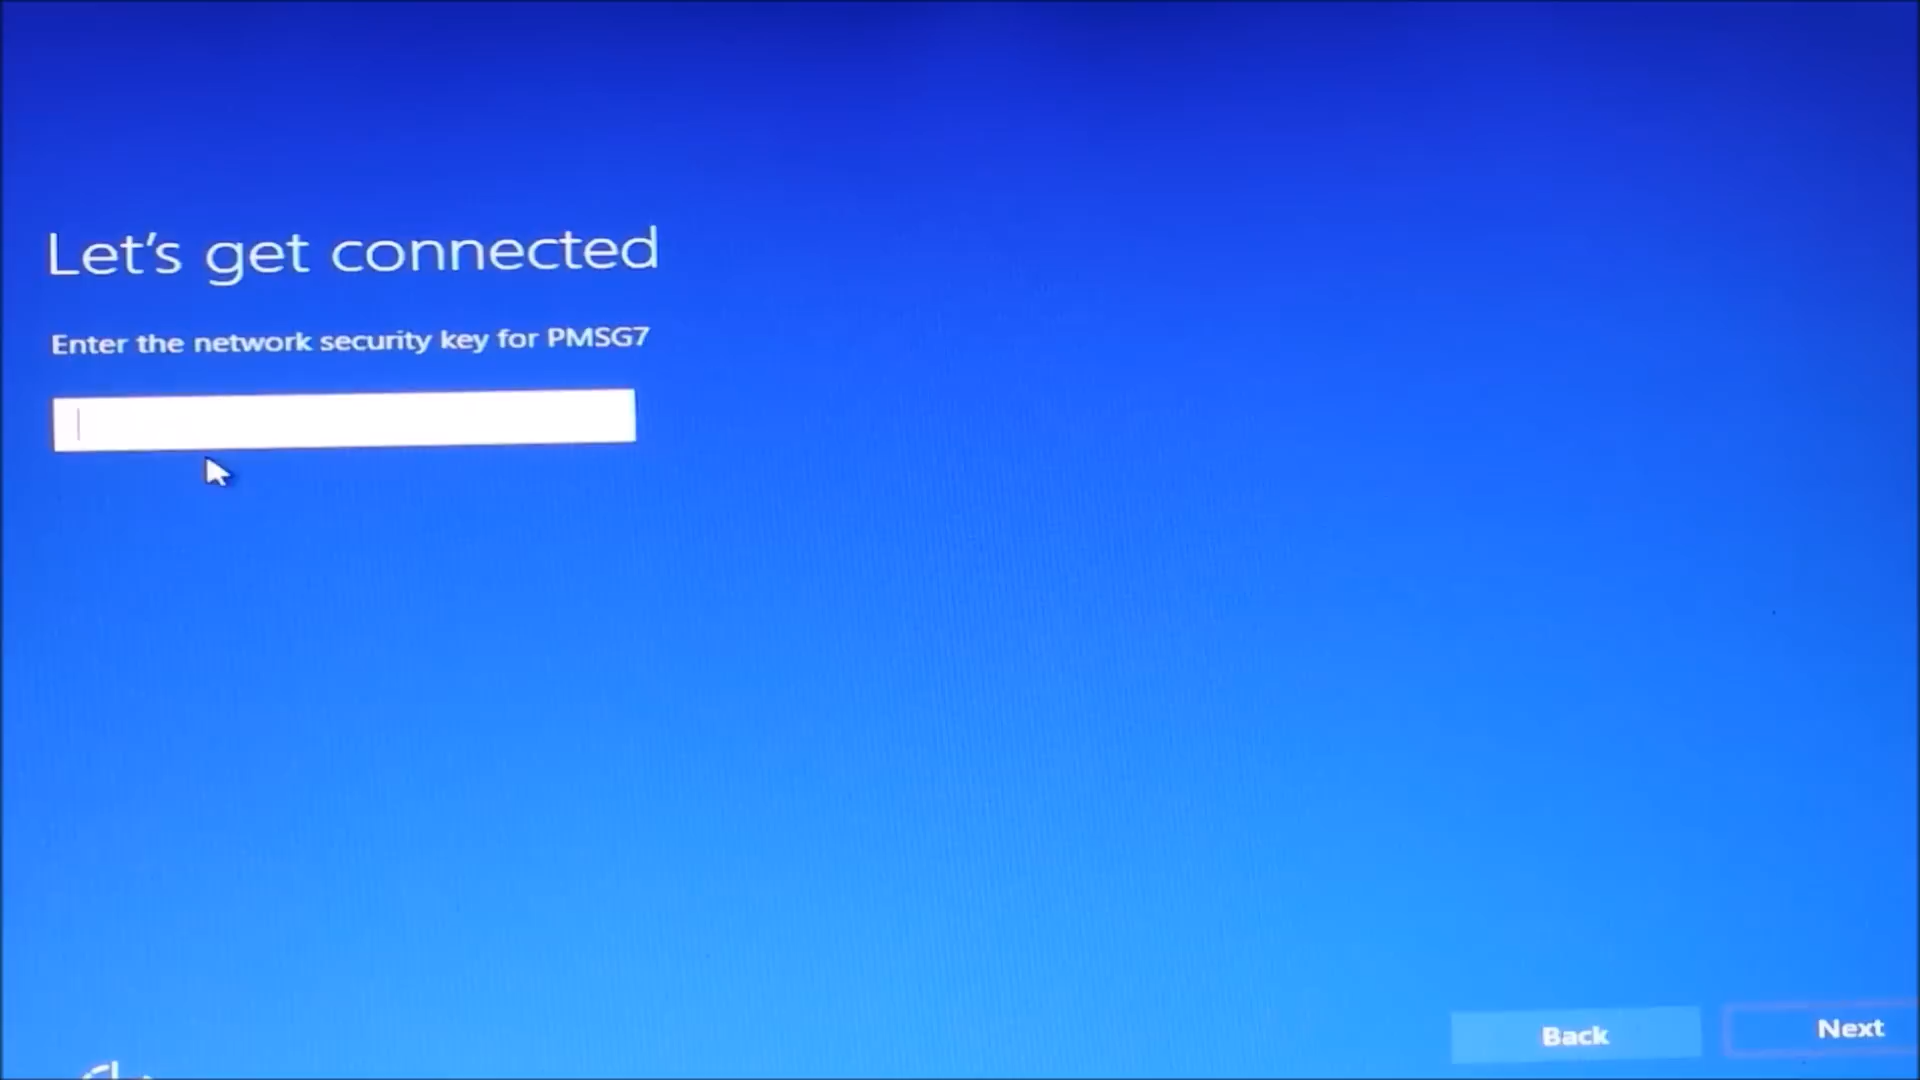 Let's get connected
Enter the network security key for PMSG7
Back
Next